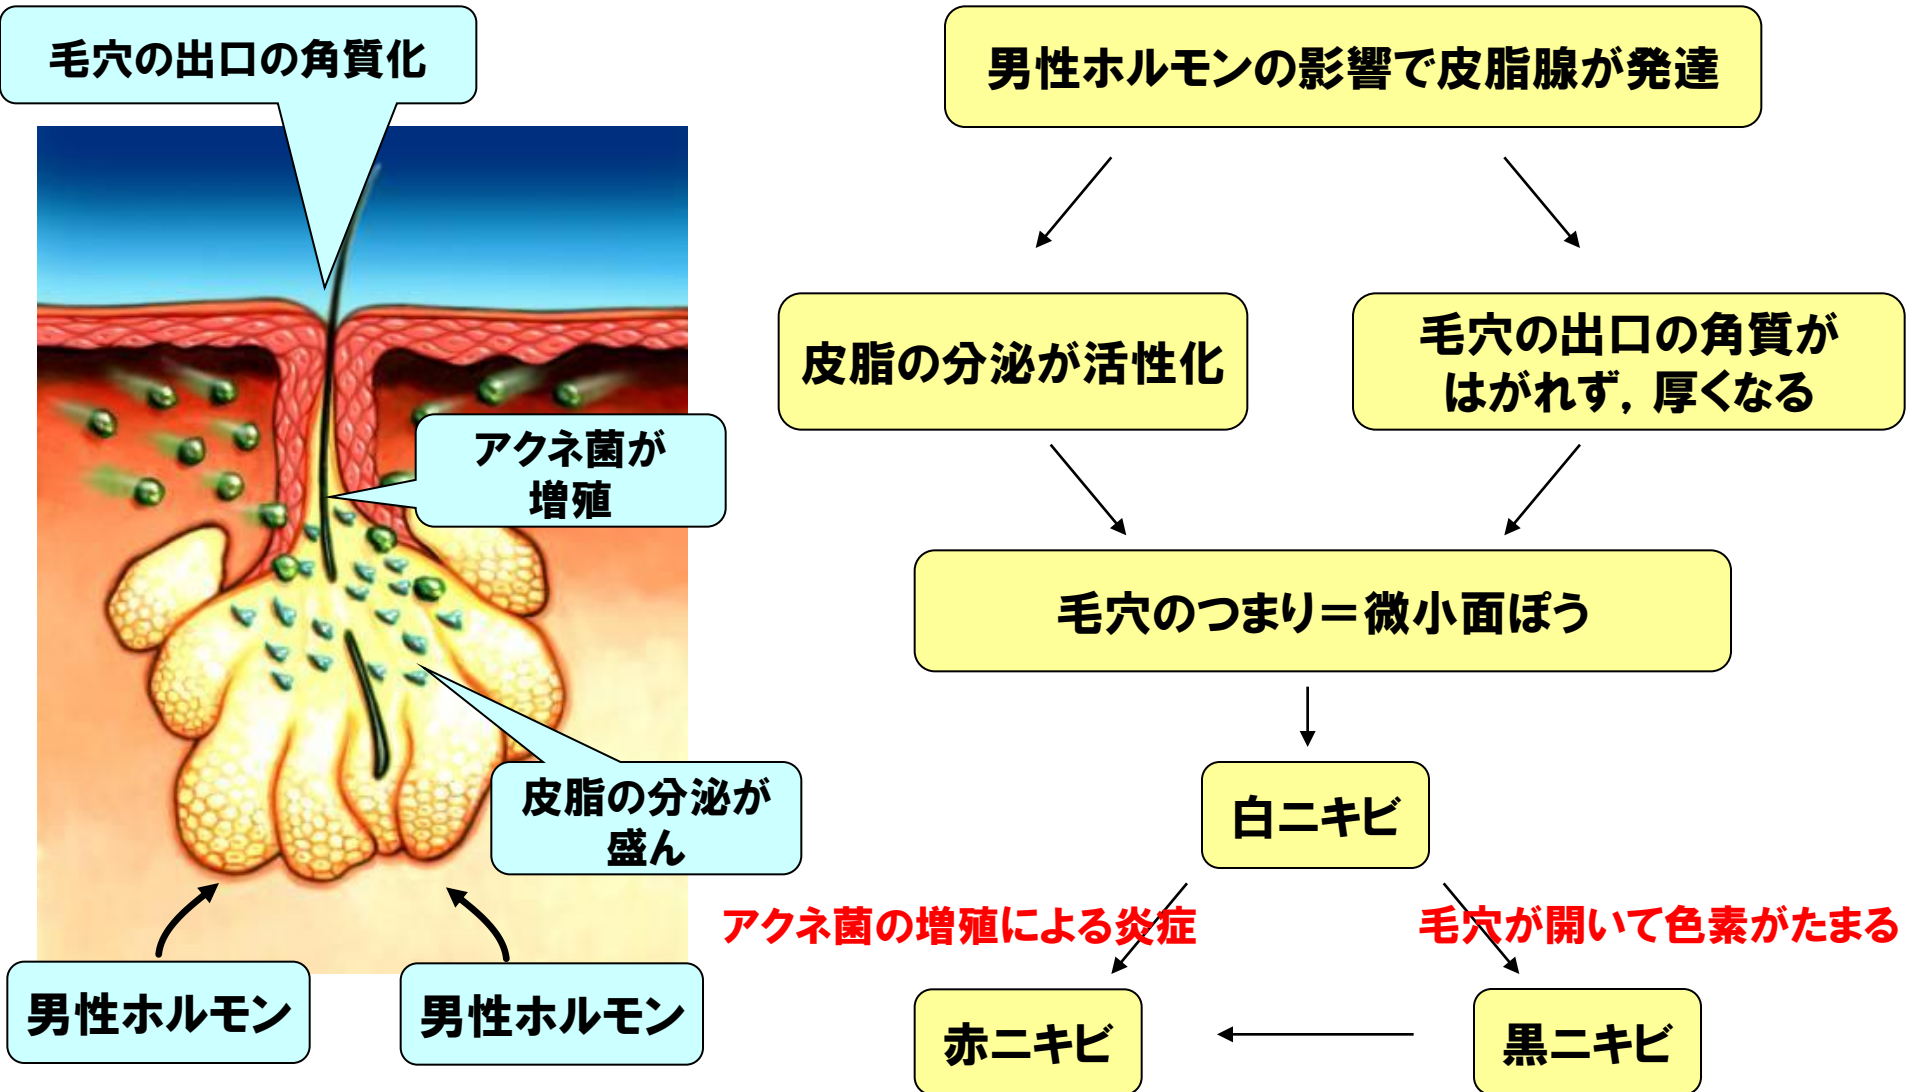 毛穴の出口の角質化
アクネ菌が
増殖
皮脂の分泌が
盛ん
男性ホルモン
男性ホルモン
男性ホルモンの影響で皮脂腺が発達
皮脂の分泌が活性化
毛穴の出口の角質が
はがれず，厚くなる
毛穴のつまり＝微小面ぽう
白ニキビ
アクネ菌の増殖による炎症
毛穴が開いて色素がたまる
赤ニキビ
黒ニキビ